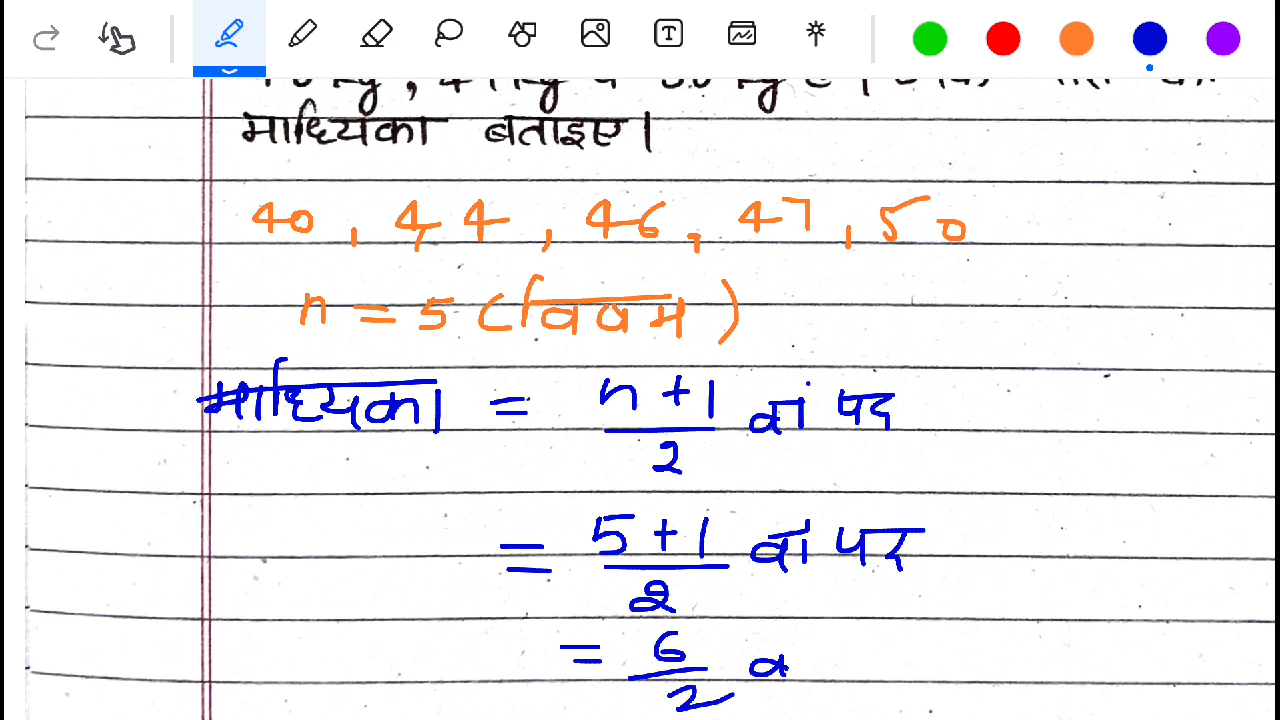 माध्यिका बताइए।
40, 44, 46, 47, 50
n = 5 (विषम)
माध्यिका = n+1/2 वां पद
= 5+1/2 वां पद
= 6/2 व